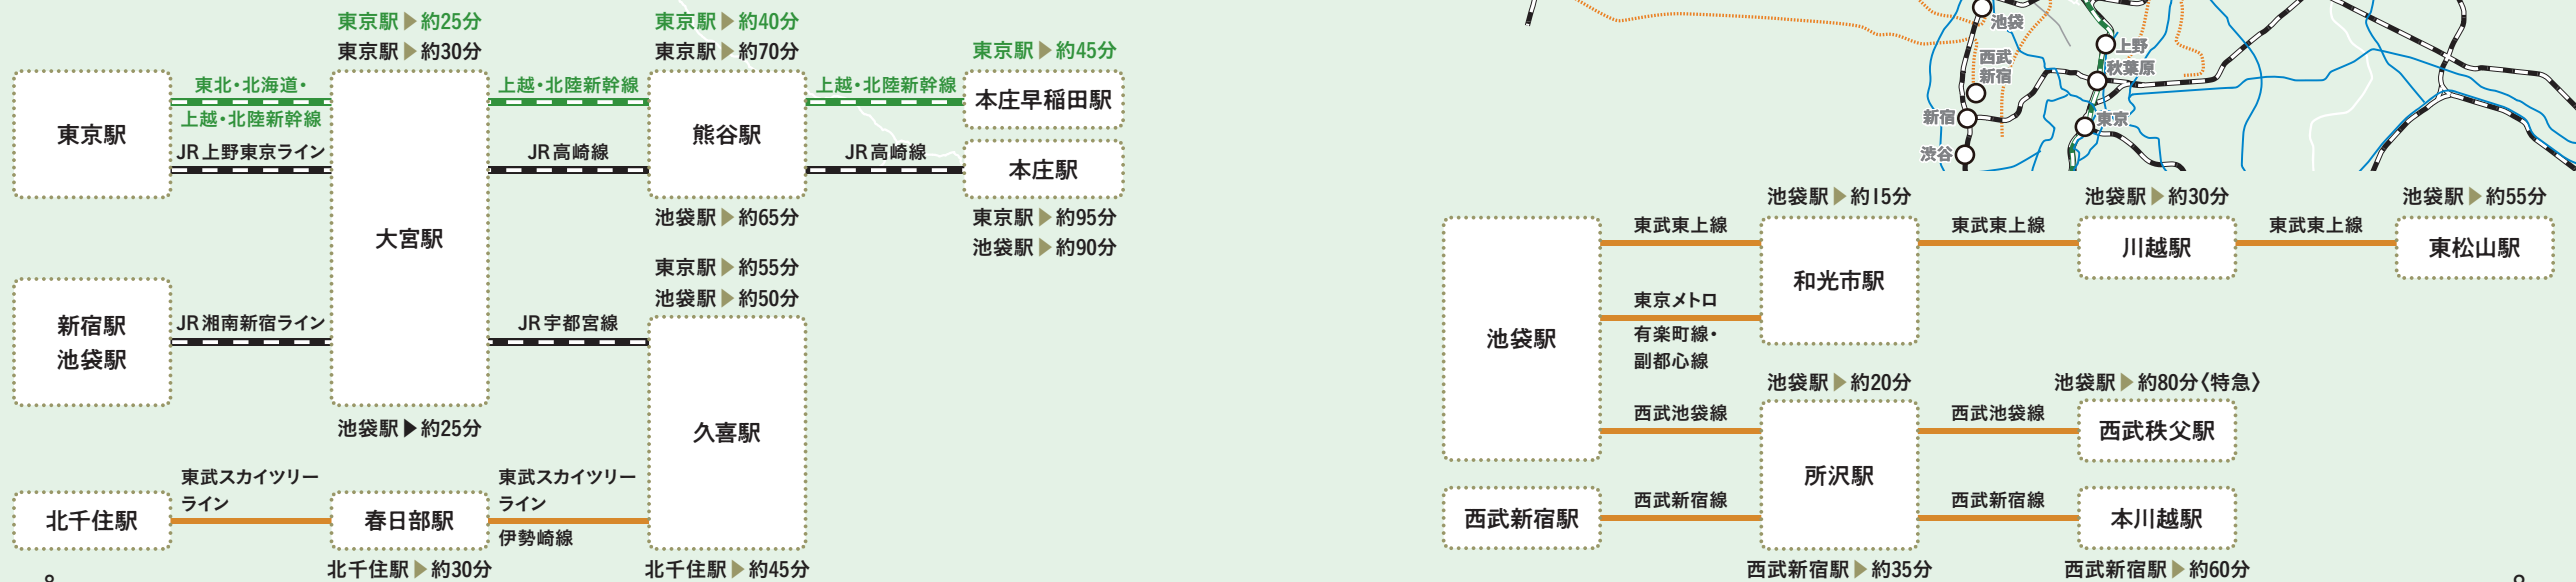 東京駅▶約25分
東京駅▶約30分
東京駅▶約40分
東京駅▶約70分
東京駅▶約45分
東京駅
東北・北海道・
上越・北陸新幹線
JR上野東京ライン
大宮駅
上越・北陸新幹線
JR高崎線
熊谷駅
上越・北陸新幹線
JR高崎線
本庄早稲田駅
本庄駅
池袋駅▶約65分
東京駅▶約95分
池袋駅▶約90分
東京駅▶約55分
池袋駅▶約50分
新宿駅
池袋駅
JR湘南新宿ライン
JR宇都宮線
久喜駅
池袋駅▶約25分
北千住駅
東武スカイツリー
ライン
春日部駅
東武スカイツリー
ライン
伊勢崎線
北千住駅▶約30分
北千住駅▶約45分
池袋
西武
新宿
新宿
渋谷
上野
秋葉原
東京
池袋駅▶約15分
池袋駅▶約30分
池袋駅▶約55分
池袋駅
東武東上線
東京メトロ
有楽町線・
副都心線
和光市駅
東武東上線
川越駅
東武東上線
東松山駅
池袋駅▶約20分
池袋駅▶約80分〈特急〉
西武池袋線
所沢駅
西武池袋線
西武秩父駅
西武新宿駅
西武新宿線
西武新宿線
本川越駅
西武新宿駅▶約35分
西武新宿駅▶約60分